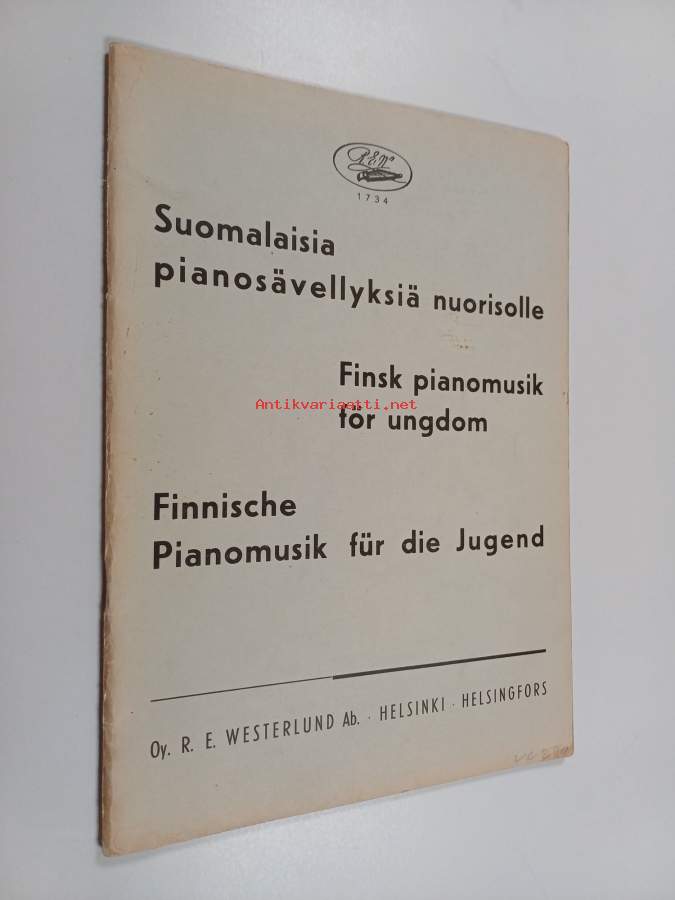 R.E.W.
1734
Suomalaisia
pianosävellyksiä nuorisolle
Finsk pianomusik
Antikvariaatti.net
för ungdom
Finnische
Pianomusik für die Jugend
Oy. R. E. WESTERLUND Ab. · HELSINKI · HELSINGFORS